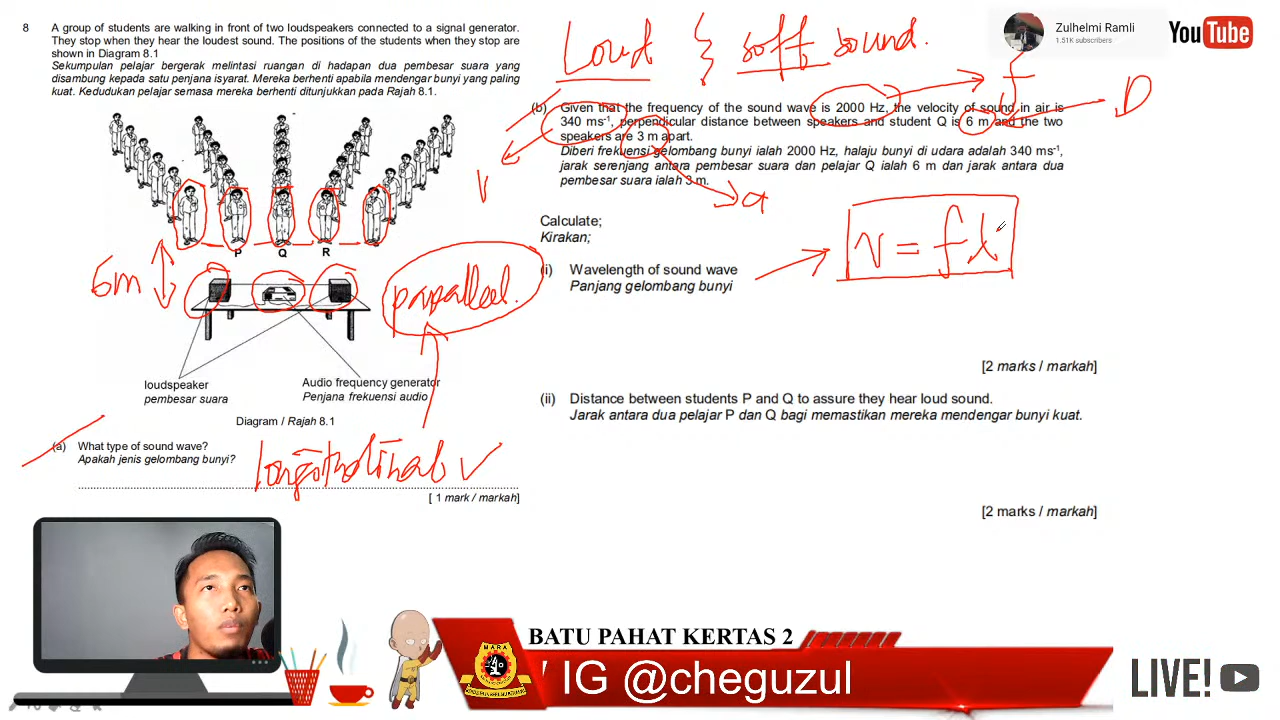 8 A group of students are walking in front of two loudspeakers connected to a signal generator.
They stop when they hear the loudest sound. The positions of the students when they stop are
shown in Diagram 8.1
Sekumpulan pelajar bergerak melintasi ruangan di hadapan dua pembesar suara yang
disambung kepada satu penjana isyarat. Mereka berhenti apabila mendengar bunyi yang paling
kuat. Kedudukan pelajar semasa mereka berhenti ditunjukkan pada Rajah 8.1.
P Q R
6m
parallel.
loudspeaker
pembesar suara
Audio frequency generator
Penjana frekuensi audio
Diagram / Rajah 8.1
(a) What type of sound wave?
Apakah jenis gelombang bunyi?
longitudinal
[ 1 mark / markah]
Loud } soft sound.
Zulhelmi Ramli
1.51K subscribers
YouTube
f
D
(b) Given that the frequency of the sound wave is 2000 Hz, the velocity of sound in air is
340 ms⁻¹, perpendicular distance between speakers and student Q is 6 m and the two
speakers are 3 m apart.
Diberi frekuensi gelombang bunyi ialah 2000 Hz, halaju bunyi di udara adalah 340 ms⁻¹,
jarak serenjang antara pembesar suara dan pelajar Q ialah 6 m dan jarak antara dua
pembesar suara ialah 3 m.
V
a
Calculate;
Kirakan;
v = fλ
(i) Wavelength of sound wave
Panjang gelombang bunyi
[2 marks / markah]
(ii) Distance between students P and Q to assure they hear loud sound.
Jarak antara dua pelajar P dan Q bagi memastikan mereka mendengar bunyi kuat.
[2 marks / markah]
BATU PAHAT KERTAS 2
MARA
/ IG @cheguzul
LIVE!